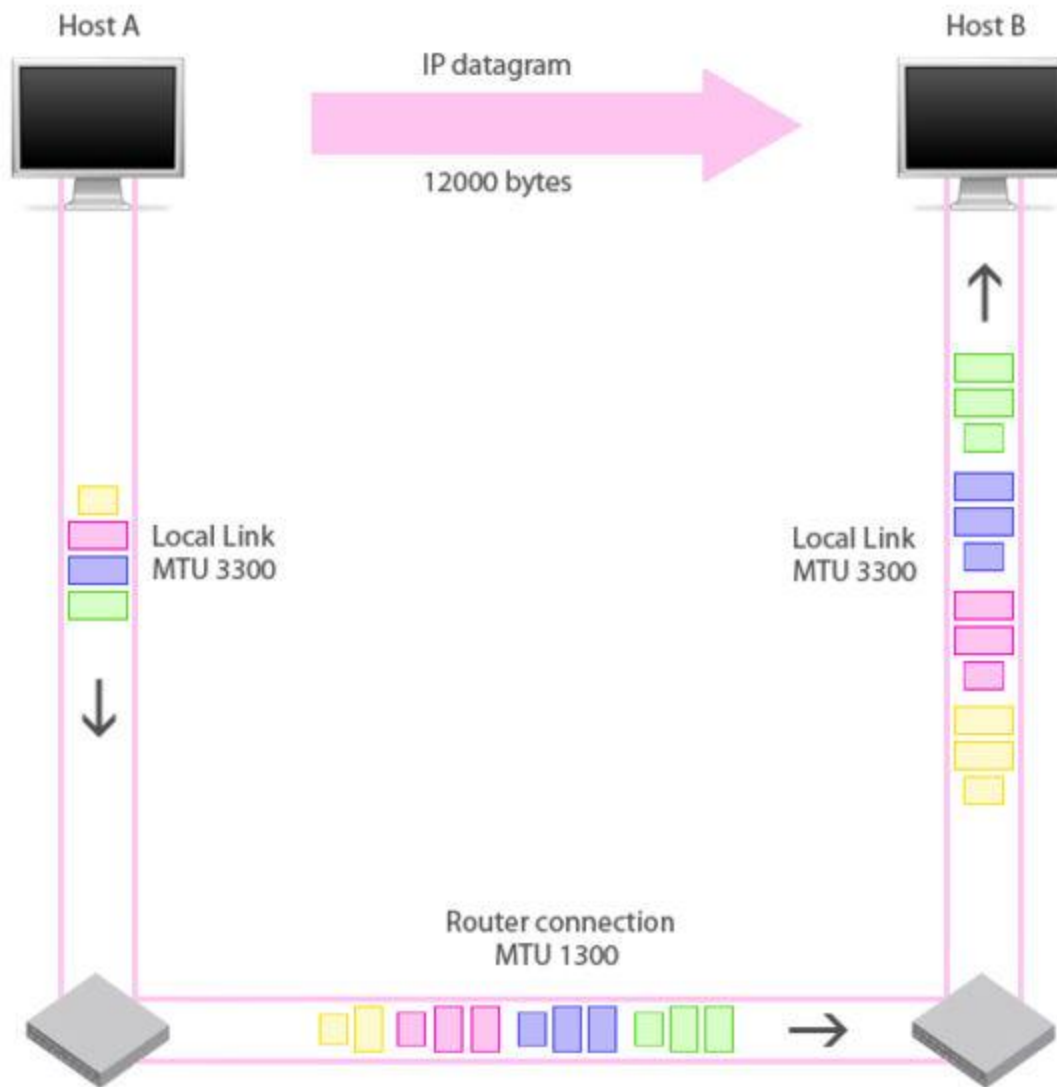 Host A
Host B
IP datagram
12000 bytes
Local Link
MTU 3300
Local Link
MTU 3300
Router connection
MTU 1300